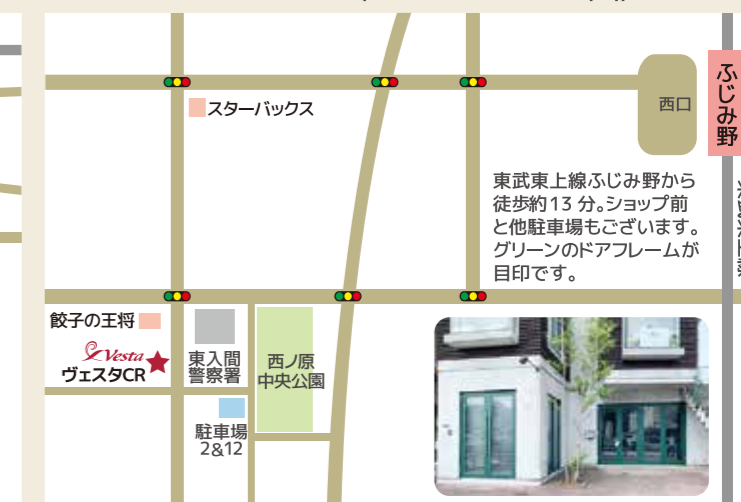 スターバックス
西口
ふじみ野
東武東上線ふじみ野から
徒歩約13分。ショップ前
と他駐車場もございます。
グリーンのドアフレームが
目印です。
餃子の王将
Vesta
ヴェスタCR
東入間
警察署
西ノ原
中央公園
駐車場
2&12